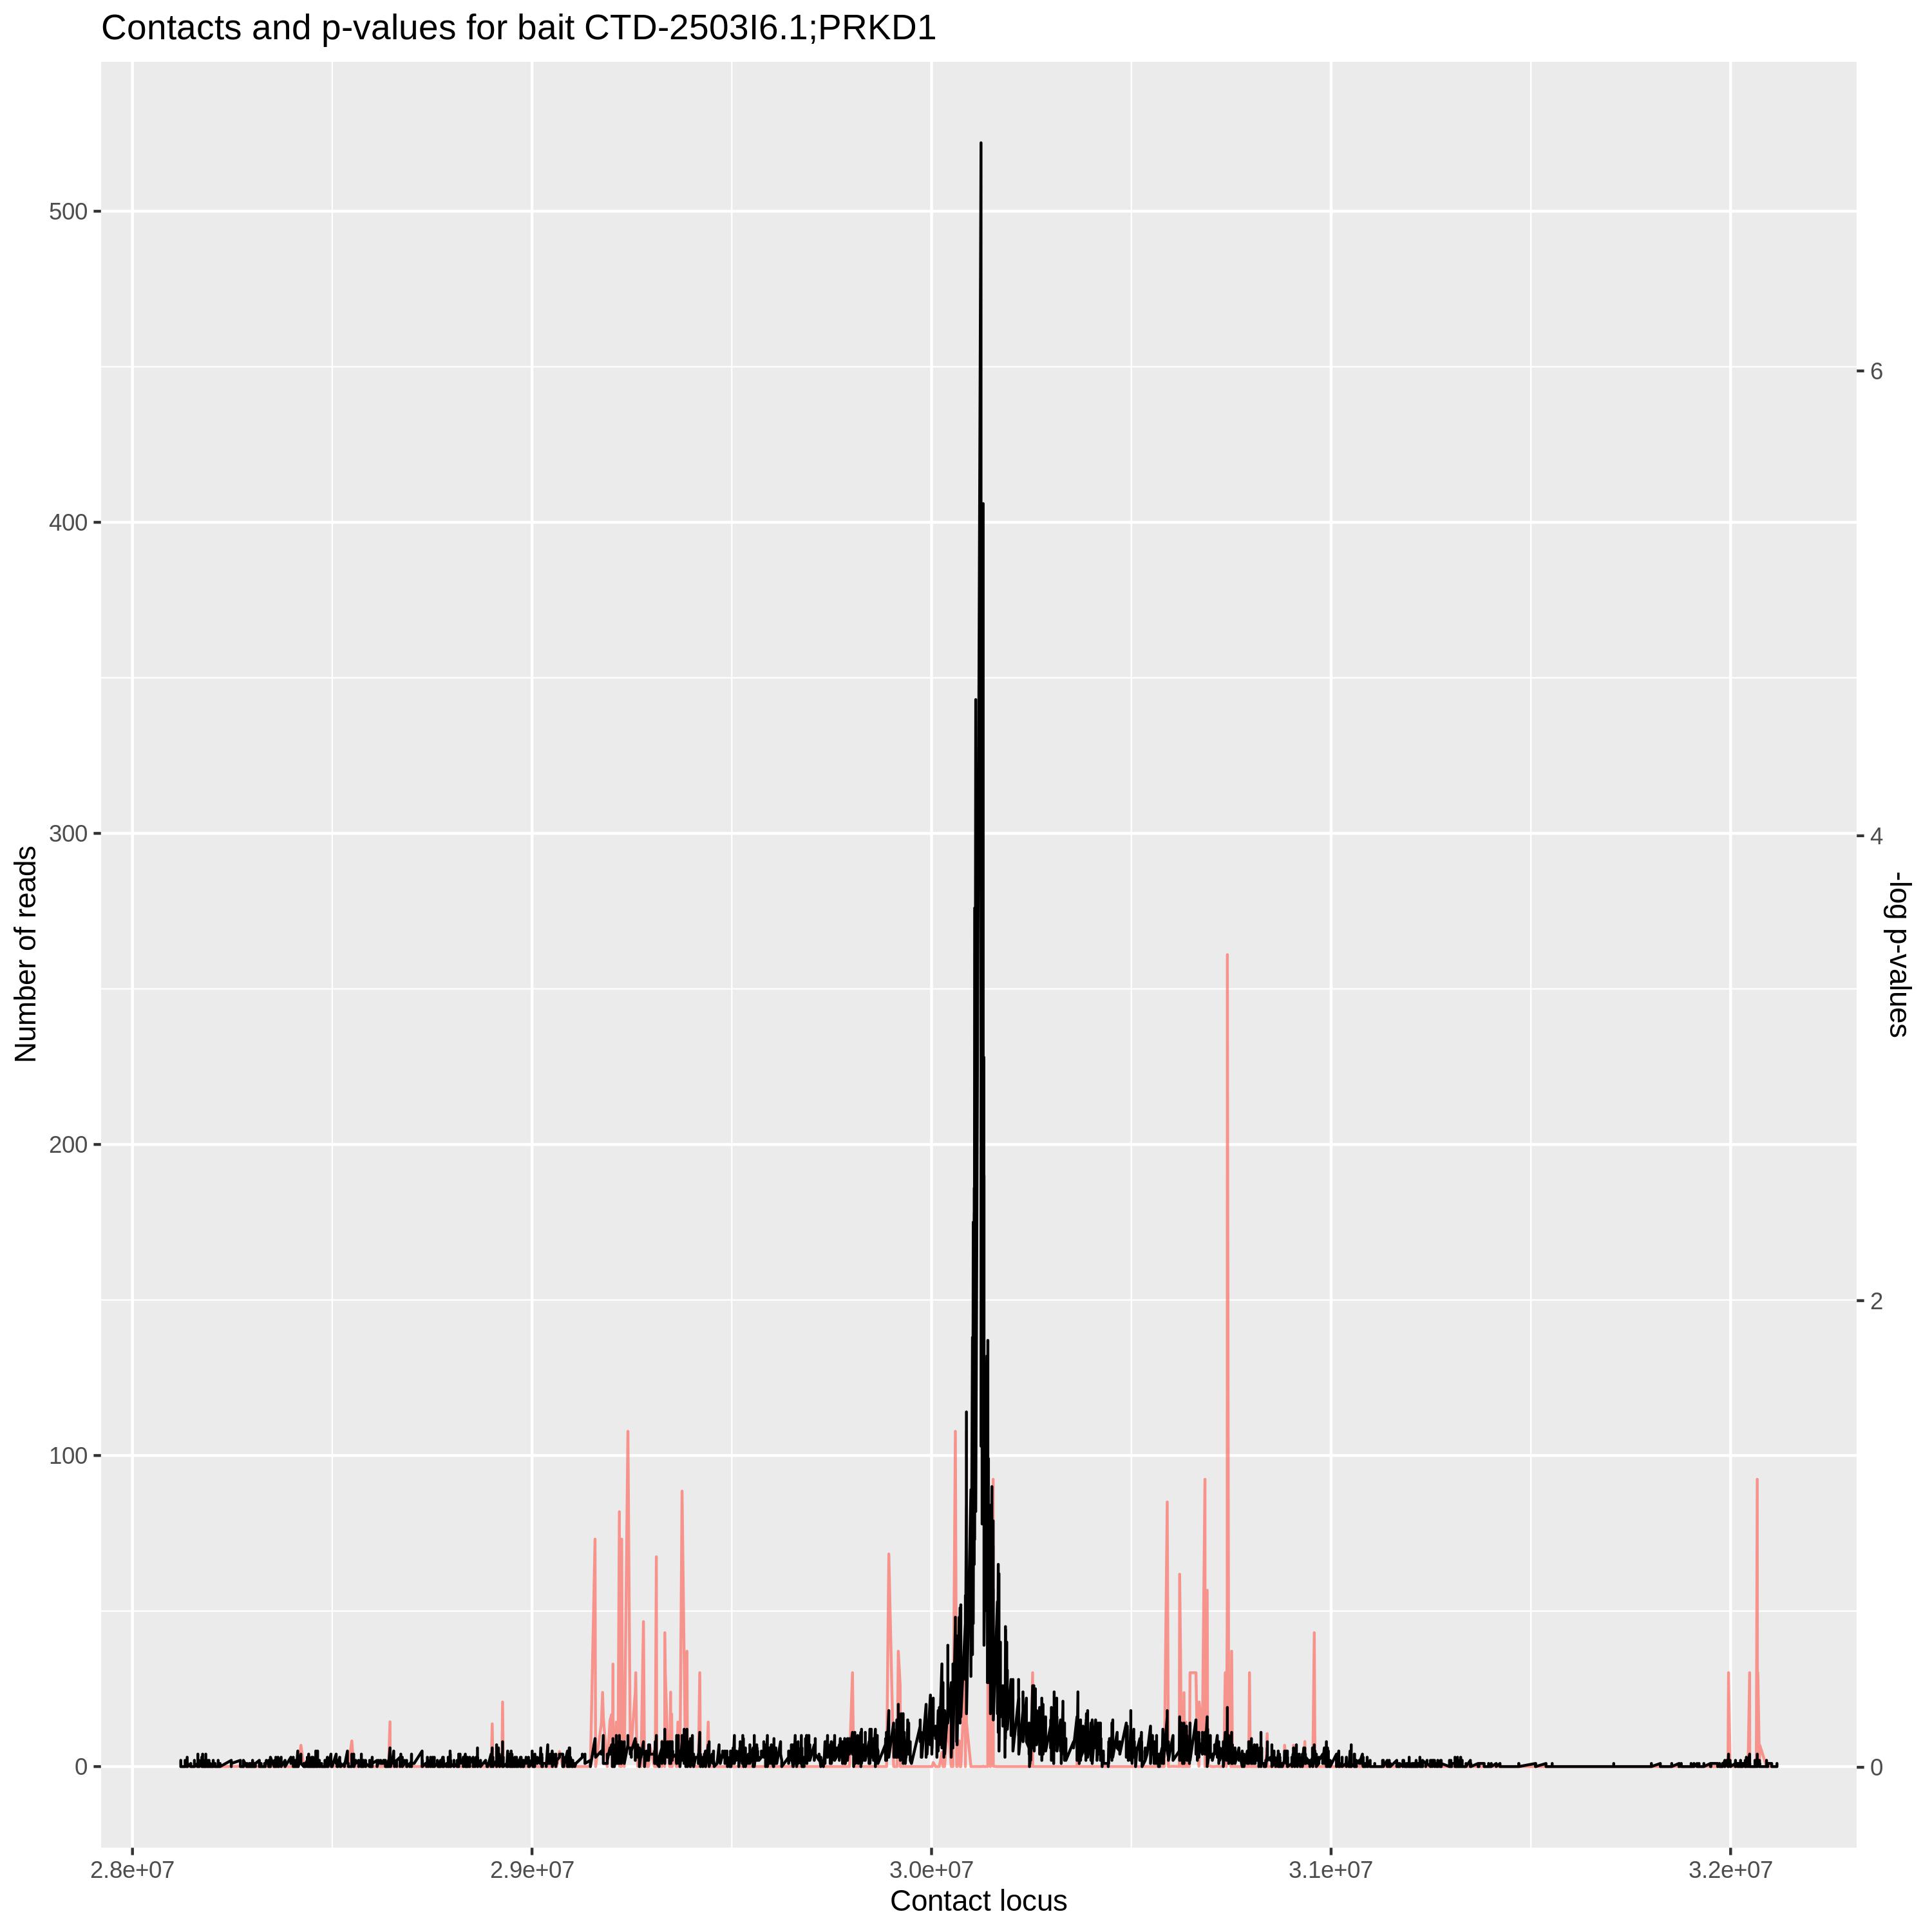 Contacts and p-values for bait CTD-2503I6.1;PRKD1
500
400
300
200
100
0
Number of reads
6
4
2
0
-log p-values
2.8e+07 2.9e+07 3.0e+07 3.1e+07 3.2e+07
Contact locus